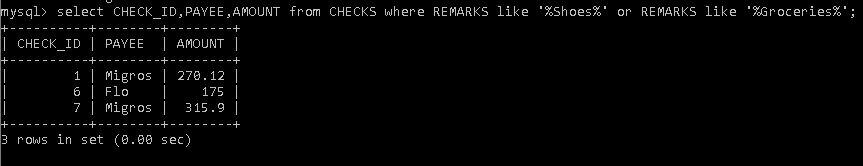 mysql> select CHECK_ID,PAYEE,AMOUNT from CHECKS where REMARKS like '%Shoes%' or REMARKS like '%Groceries%';
+----------+--------+--------+
| CHECK_ID | PAYEE  | AMOUNT |
+----------+--------+--------+
|        1 | Migros | 270.12 |
|        6 | Flo    |    175 |
|        7 | Migros |  315.9 |
+----------+--------+--------+
3 rows in set (0.00 sec)